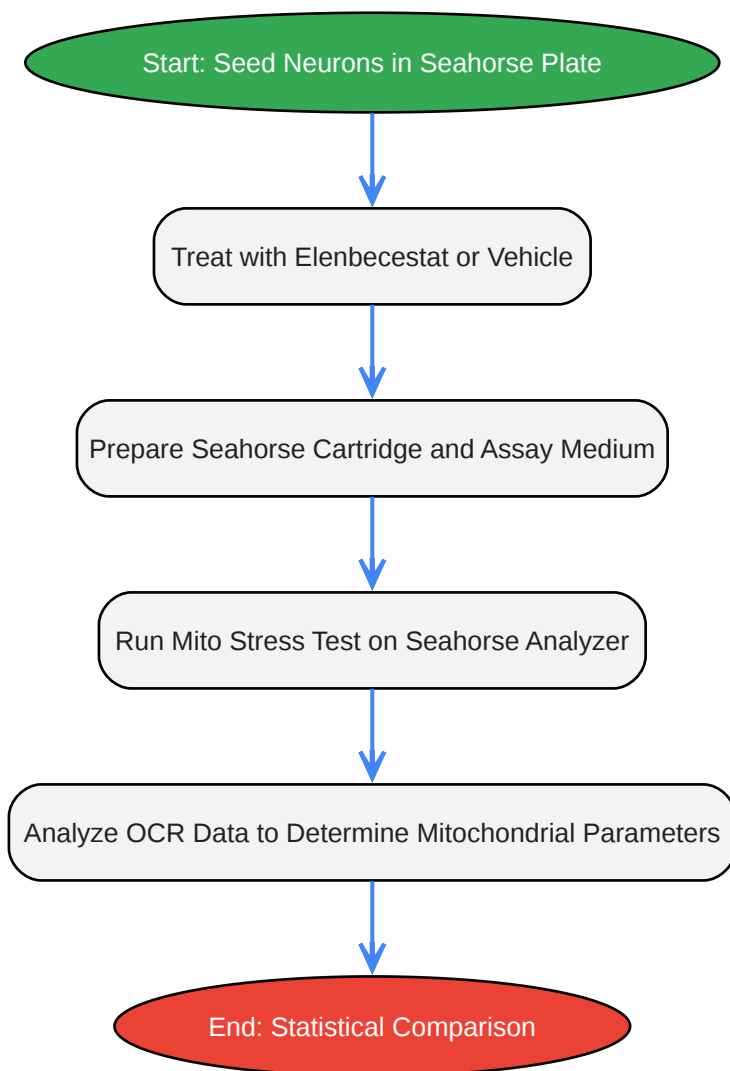 Start: Seed Neurons in Seahorse Plate
Treat with Elenbecestat or Vehicle
Prepare Seahorse Cartridge and Assay Medium
Run Mito Stress Test on Seahorse Analyzer
Analyze OCR Data to Determine Mitochondrial Parameters
End: Statistical Comparison